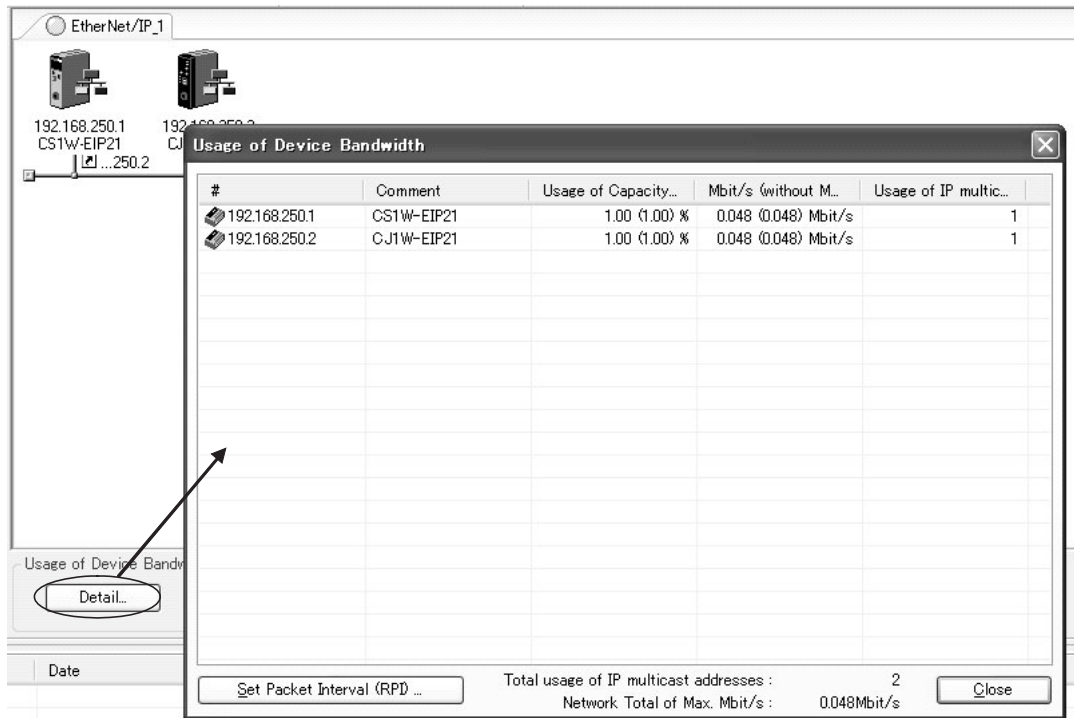 EtherNet/IP_1
192.168.250.1
CS1W-EIP21
CJ
...250.2
Usage of Device Bandwidth
# Comment Usage of Capacity... Mbit/s (without M... Usage of IP multic...
192.168.250.1 CS1W-EIP21 1.00 (1.00) % 0.048 (0.048) Mbit/s 1
192.168.250.2 CJ1W-EIP21 1.00 (1.00) % 0.048 (0.048) Mbit/s 1
Usage of Device Bandw
Detail...
Date
Set Packet Interval (RPI) ...
Total usage of IP multicast addresses : 2
Network Total of Max. Mbit/s : 0.048Mbit/s
Close